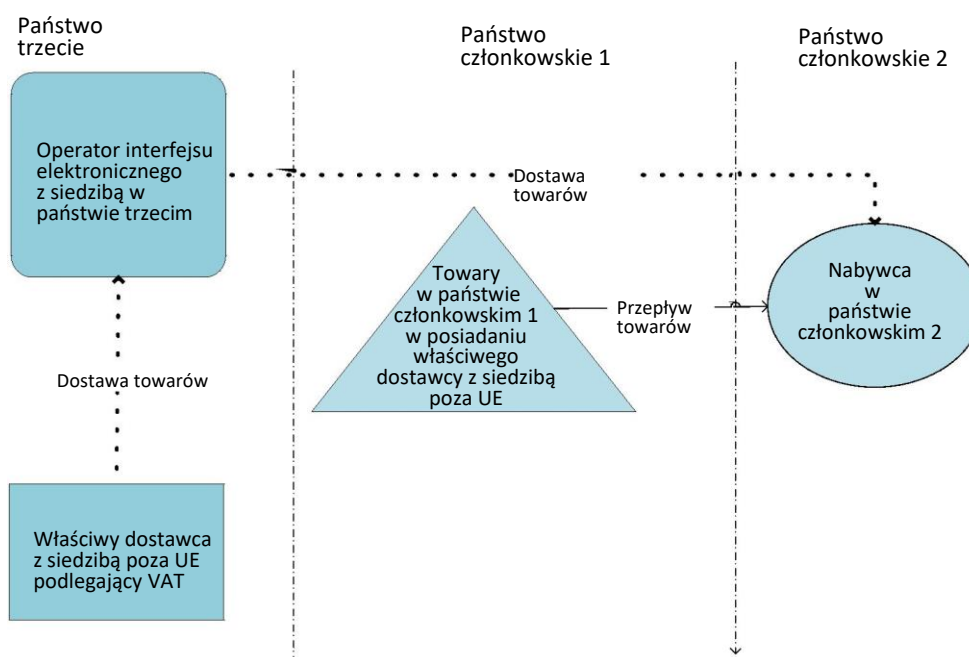 Państwo
trzecie
Państwo
członkowskie 1
Państwo
członkowskie 2
Operator interfejsu
elektronicznego
z siedzibą w
państwie trzecim
Dostawa
towarów
Towary
w państwie
członkowskim 1
w posiadaniu
właściwego
dostawcy z siedzibą
poza UE
Przepływ
towarów
Nabywca
w
państwie
członkowskim 2
Dostawa towarów
Właściwy dostawca
z siedzibą poza UE
podlegający VAT